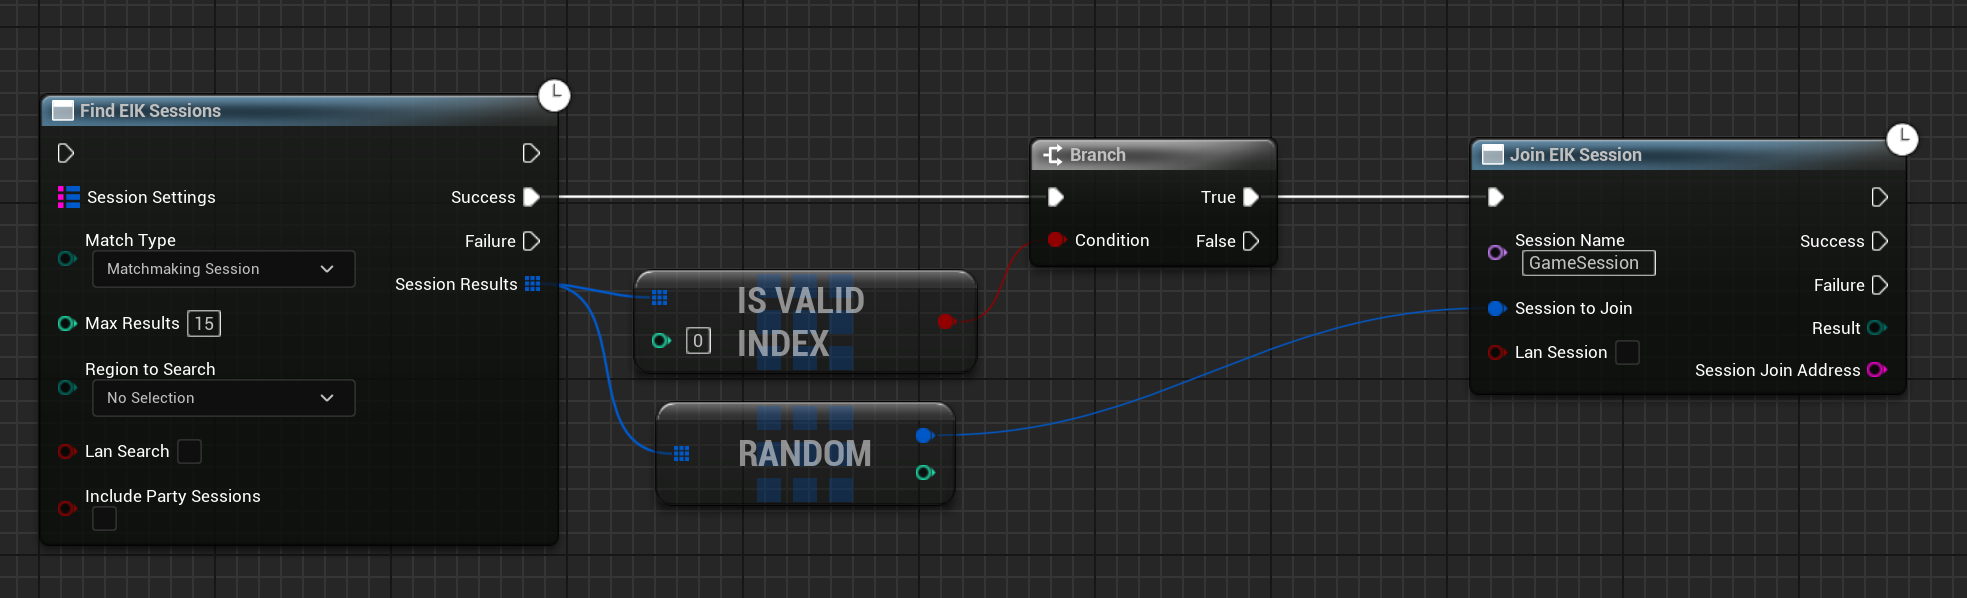 Find EIK Sessions
Session Settings
Success
Match Type
Matchmaking Session
Failure
Session Results
Max Results 15
Region to Search
No Selection
Lan Search
Include Party Sessions
IS VALID
INDEX
0
RANDOM
Branch
True
Condition
False
Join EIK Session
Session Name
GameSession
Success
Failure
Session to Join
Result
Lan Session
Session Join Address